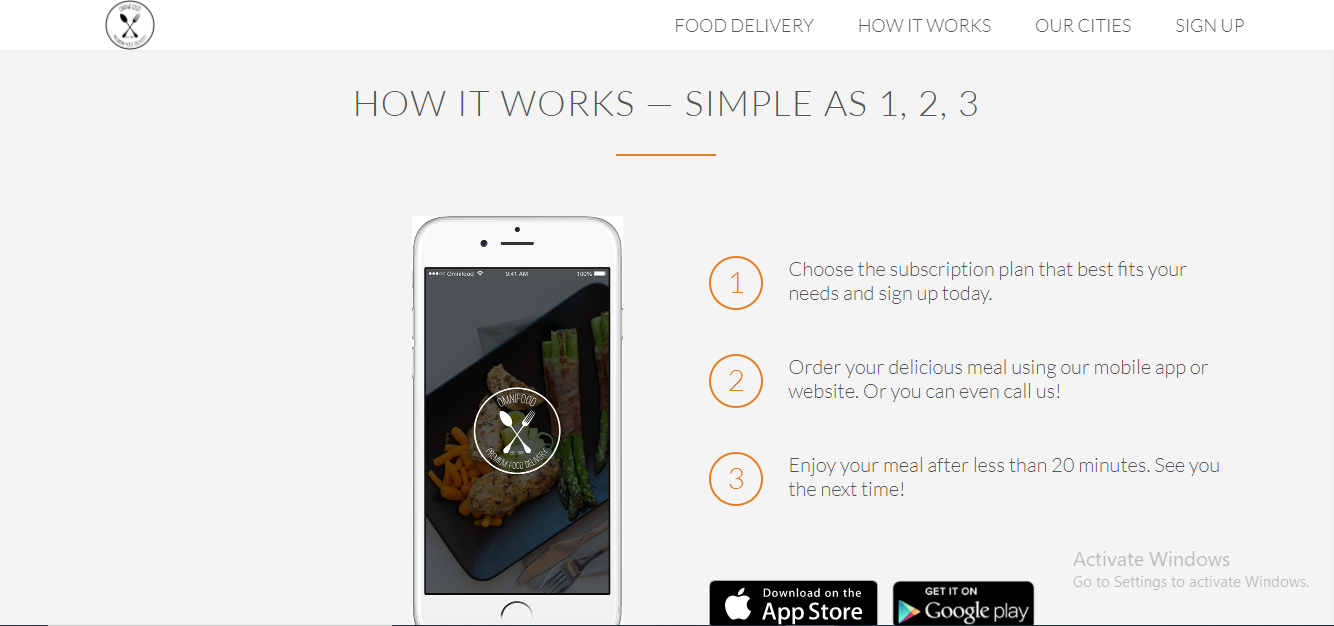 OMNIFOOD
PREMIUM FOOD DELIVERY
FOOD DELIVERY
HOW IT WORKS
OUR CITIES
SIGN UP
HOW IT WORKS — SIMPLE AS 1, 2, 3
Omnifood
9:41 AM
100%
OMNIFOOD
PREMIUM FOOD DELIVERY
1
Choose the subscription plan that best fits your
needs and sign up today.
2
Order your delicious meal using our mobile app or
website. Or you can even call us!
3
Enjoy your meal after less than 20 minutes. See you
the next time!
Activate Windows
Go to Settings to activate Windows.
Download on the
App Store
GET IT ON
Google play